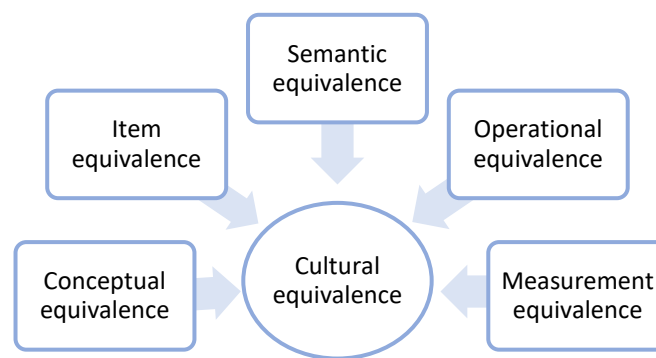 Semantic
equivalence
Item
equivalence
Operational
equivalence
Conceptual
equivalence
Cultural
equivalence
Measurement
equivalence